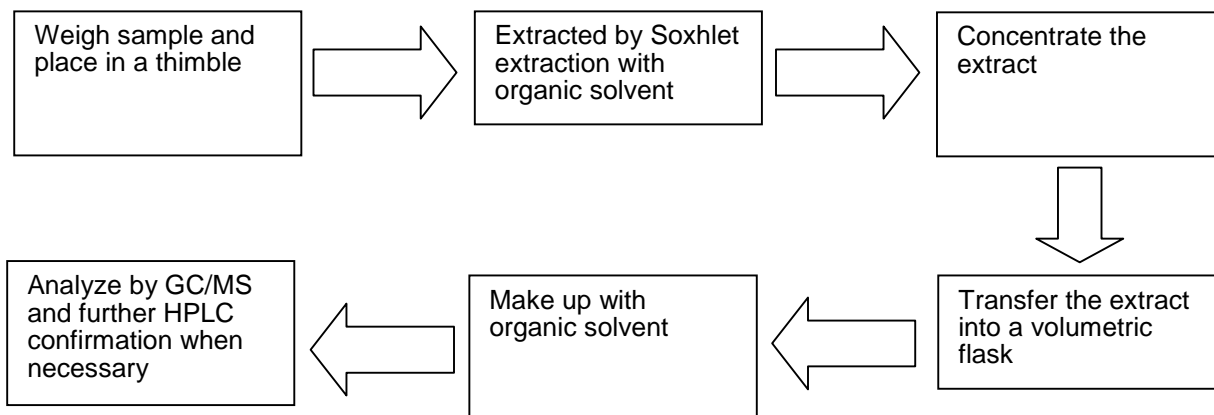 Weigh sample and
place in a thimble
Extracted by Soxhlet
extraction with
organic solvent
Concentrate the
extract
Transfer the extract
into a volumetric
flask
Make up with
organic solvent
Analyze by GC/MS
and further HPLC
confirmation when
necessary